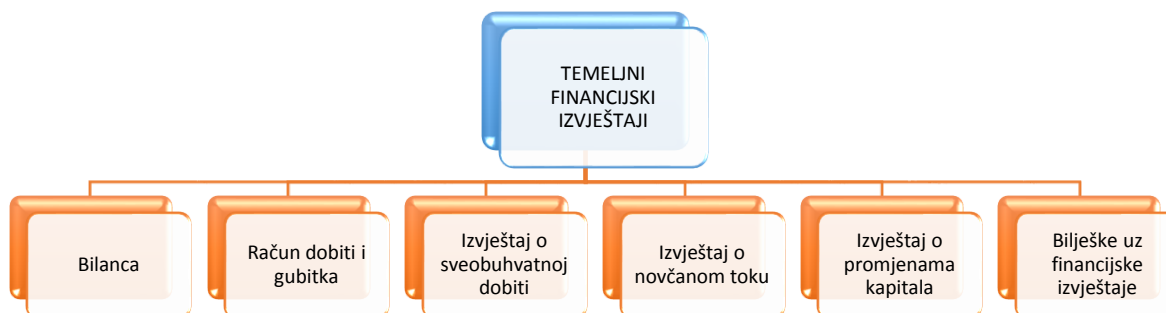 TEMELJNI
FINANCIJSKI
IZVJEŠTAJI
Bilanca
Račun dobiti i
gubitka
Izvještaj o
sveobuhvatnoj
dobiti
Izvještaj o
novčanom toku
Izvještaj o
promjenama
kapitala
Bilješke uz
financijske
izvještaje